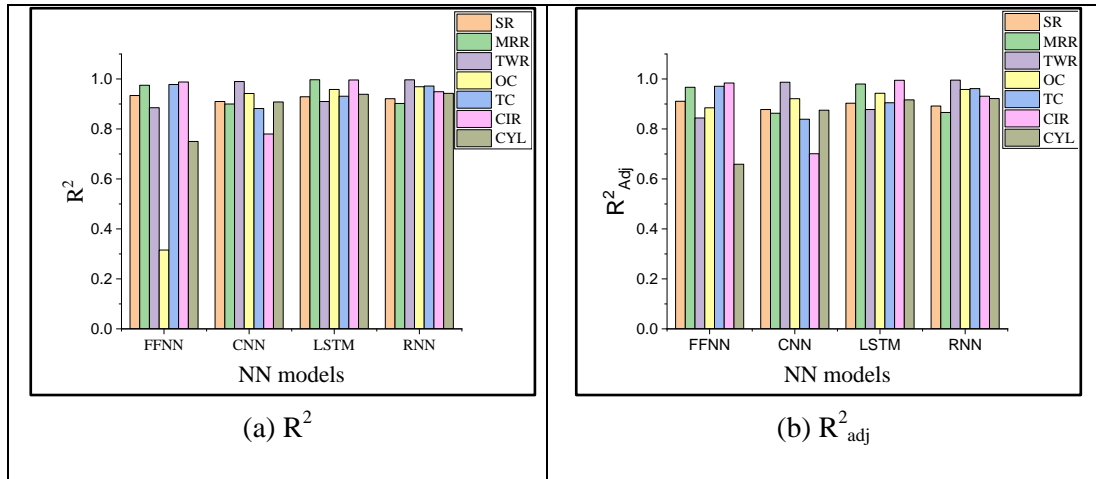 SR
MRR
TWR
OC
TC
CIR
CYL
1.0
0.8
0.6
0.4
0.2
0.0
R²
FFNN CNN LSTM RNN
NN models
(a) R²
SR
MRR
TWR
OC
TC
CIR
CYL
1.0
0.8
0.6
0.4
0.2
0.0
R²Adj
FFNN CNN LSTM RNN
NN models
(b) R²adj